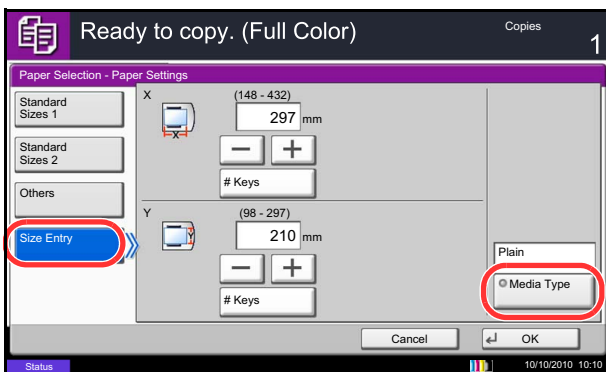 Ready to copy. (Full Color)
Copies
1
Paper Selection - Paper Settings
Standard
Sizes 1
Standard
Sizes 2
Others
Size Entry
X
(148 - 432)
297 mm
X
− +
# Keys
Y
(98 - 297)
210 mm
Y
− +
# Keys
Plain
Media Type
Cancel
OK
Status
10/10/2010 10:10